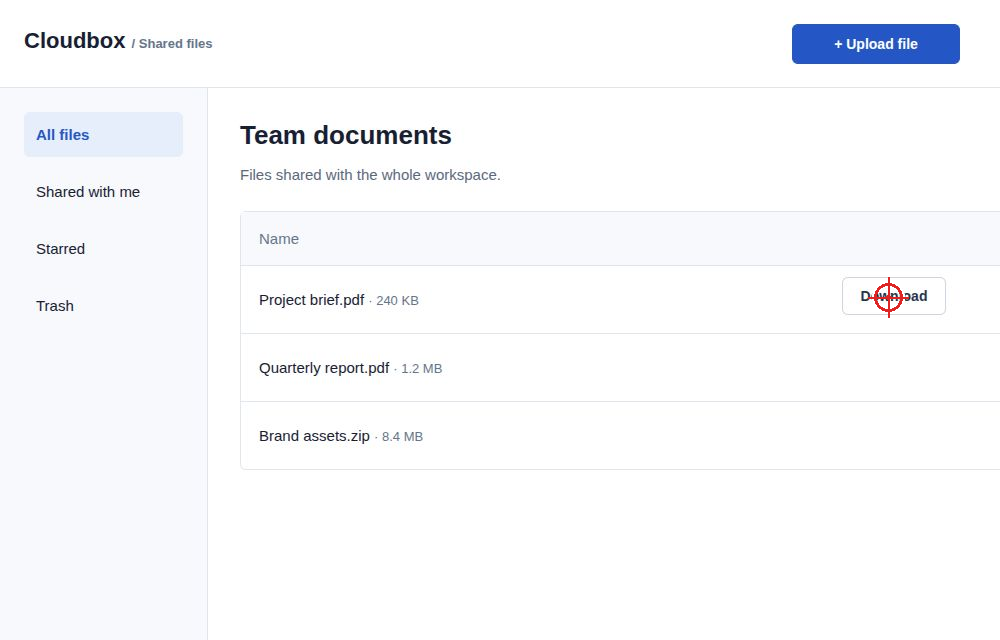 Cloudbox / Shared files
+ Upload file
All files
Shared with me
Starred
Trash
Team documents
Files shared with the whole workspace.
Name
Project brief.pdf · 240 KB
Download
Quarterly report.pdf · 1.2 MB
Brand assets.zip · 8.4 MB